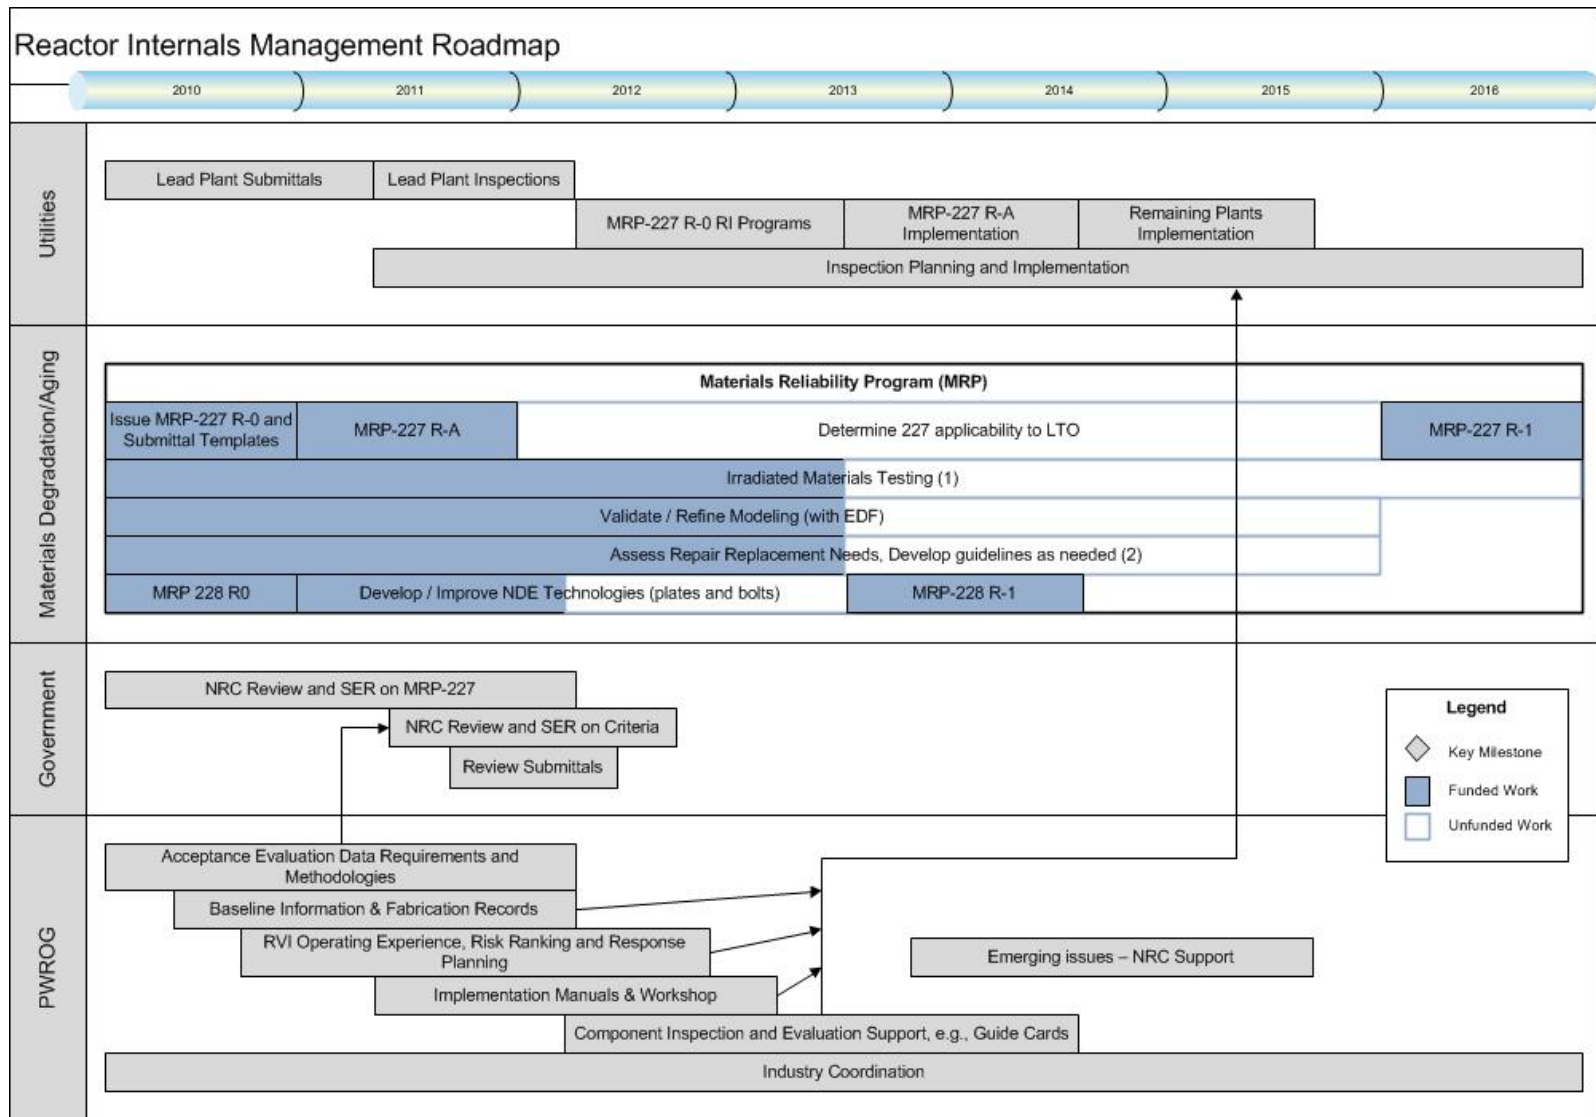 Reactor Internals Management Roadmap
2010
2011
2012
2013
2014
2015
2016
Utilities
Lead Plant Submittals
Lead Plant Inspections
MRP-227 R-0 RI Programs
MRP-227 R-A
Implementation
Remaining Plants
Implementation
Inspection Planning and Implementation
Materials Degradation/Aging
Materials Reliability Program (MRP)
Issue MRP-227 R-0 and
Submittal Templates
MRP-227 R-A
Determine 227 applicability to LTO
MRP-227 R-1
Irradiated Materials Testing (1)
Validate / Refine Modeling (with EDF)
Assess Repair Replacement Needs, Develop guidelines as needed (2)
MRP 228 R0
Develop / Improve NDE Technologies (plates and bolts)
MRP-228 R-1
Government
NRC Review and SER on MRP-227
NRC Review and SER on Criteria
Review Submittals
Legend
Key Milestone
Funded Work
Unfunded Work
PWROG
Acceptance Evaluation Data Requirements and
Methodologies
Baseline Information & Fabrication Records
RVI Operating Experience, Risk Ranking and Response
Planning
Emerging issues – NRC Support
Implementation Manuals & Workshop
Component Inspection and Evaluation Support, e.g., Guide Cards
Industry Coordination